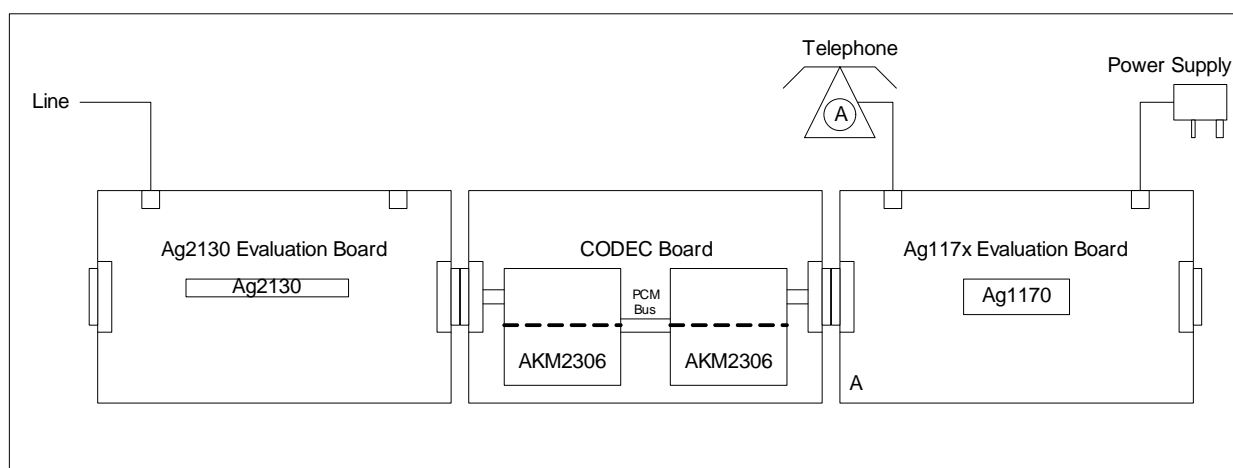 Telephone
Power Supply
Line
A
Ag2130 Evaluation Board
CODEC Board
Ag117x Evaluation Board
Ag2130
PCM
Bus
Ag1170
AKM2306
AKM2306
A